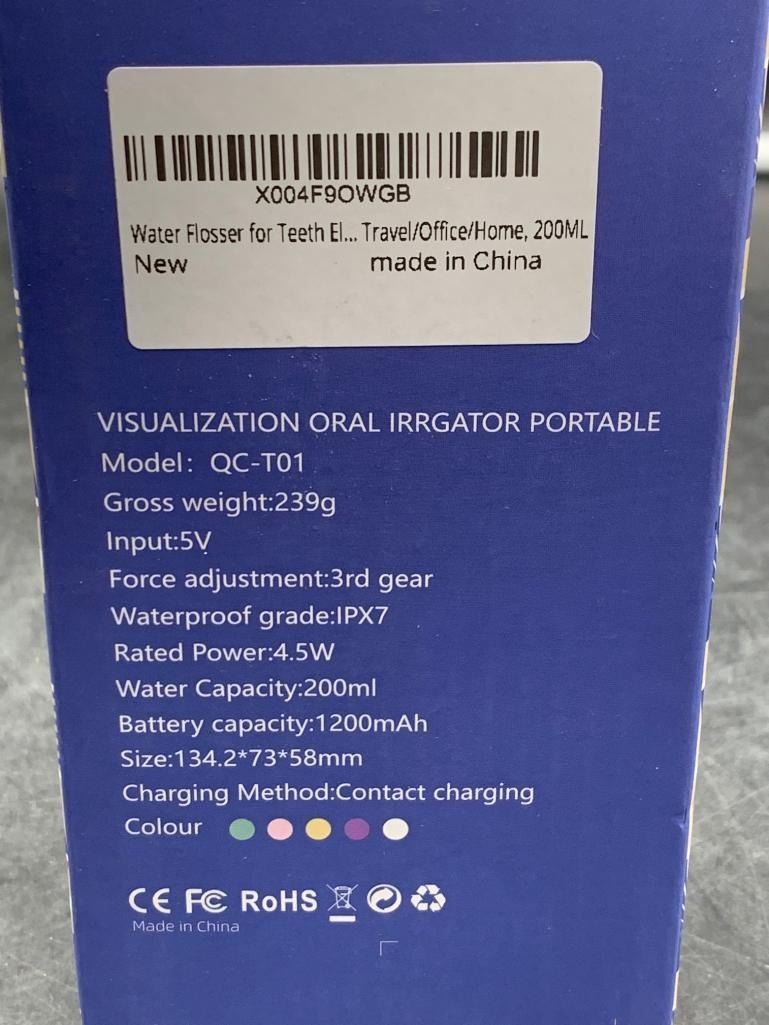 X004F9OWGB
Water Flosser for Teeth El... Travel/Office/Home, 200ML
New made in China
VISUALIZATION ORAL IRRGATOR PORTABLE
Model: QC-T01
Gross weight:239g
Input:5V
Force adjustment:3rd gear
Waterproof grade:IPX7
Rated Power:4.5W
Water Capacity:200ml
Battery capacity:1200mAh
Size:134.2*73*58mm
Charging Method:Contact charging
Colour
CE FC RoHS
Made in China